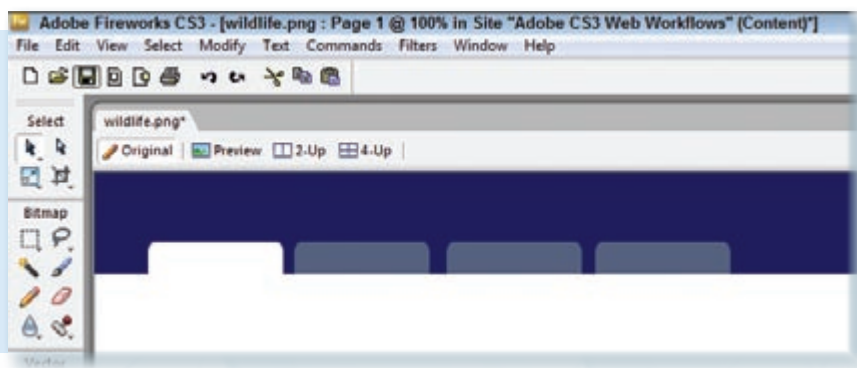 Adobe Fireworks CS3 - [wildlife.png : Page 1 @ 100% in Site "Adobe CS3 Web Workflows" (Content)*]
File Edit View Select Modify Text Commands Filters Window Help
Select
wildlife.png*
Original Preview 2-Up 4-Up
Bitmap
Vector